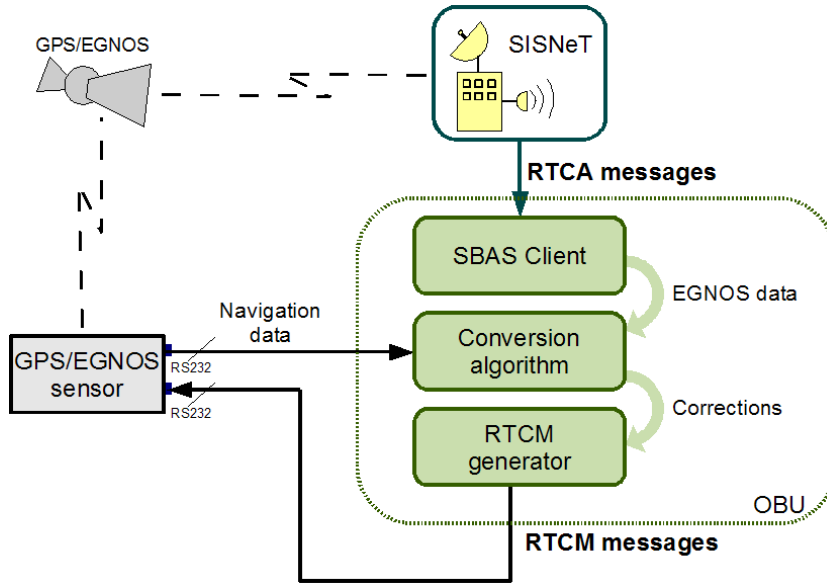 GPS/EGNOS
SISNeT
RTCA messages
SBAS Client
EGNOS data
Navigation
data
RS232
Conversion
algorithm
GPS/EGNOS
sensor
RS232
Corrections
RTCM
generator
OBU
RTCM messages